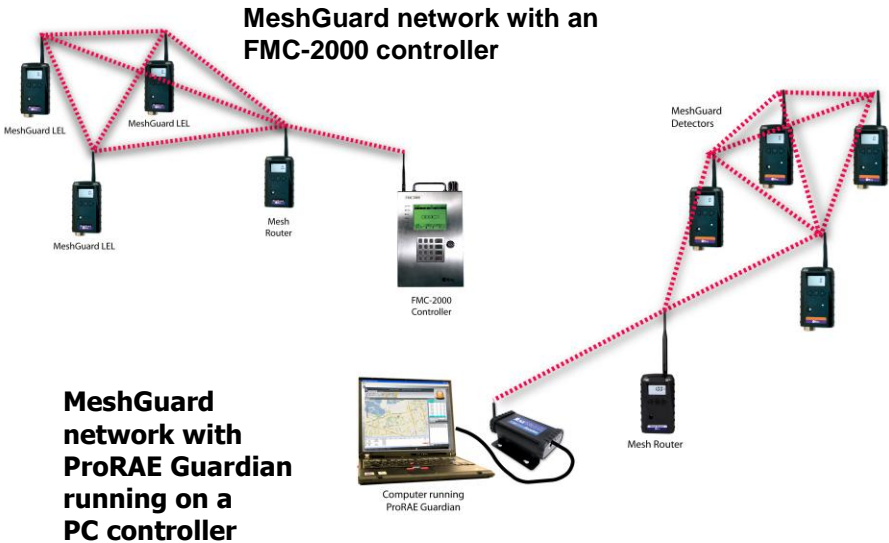 MeshGuard network with an
FMC-2000 controller
MeshGuard LEL
MeshGuard LEL
MeshGuard LEL
Mesh
Router
FMC-2000
Controller
MeshGuard
Detectors
Mesh Router
MeshGuard
network with
ProRAE Guardian
running on a
PC controller
Computer running
ProRAE Guardian